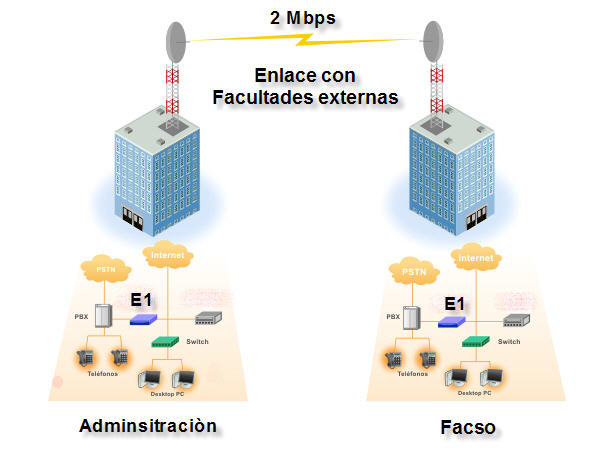 2 Mbps
Enlace con
Facultades externas
PSTN
Internet
E1
PBX
Switch
Teléfonos
Desktop PC
Adminsitraciòn
PSTN
Internet
E1
PBX
Switch
Teléfonos
Desktop PC
Facso